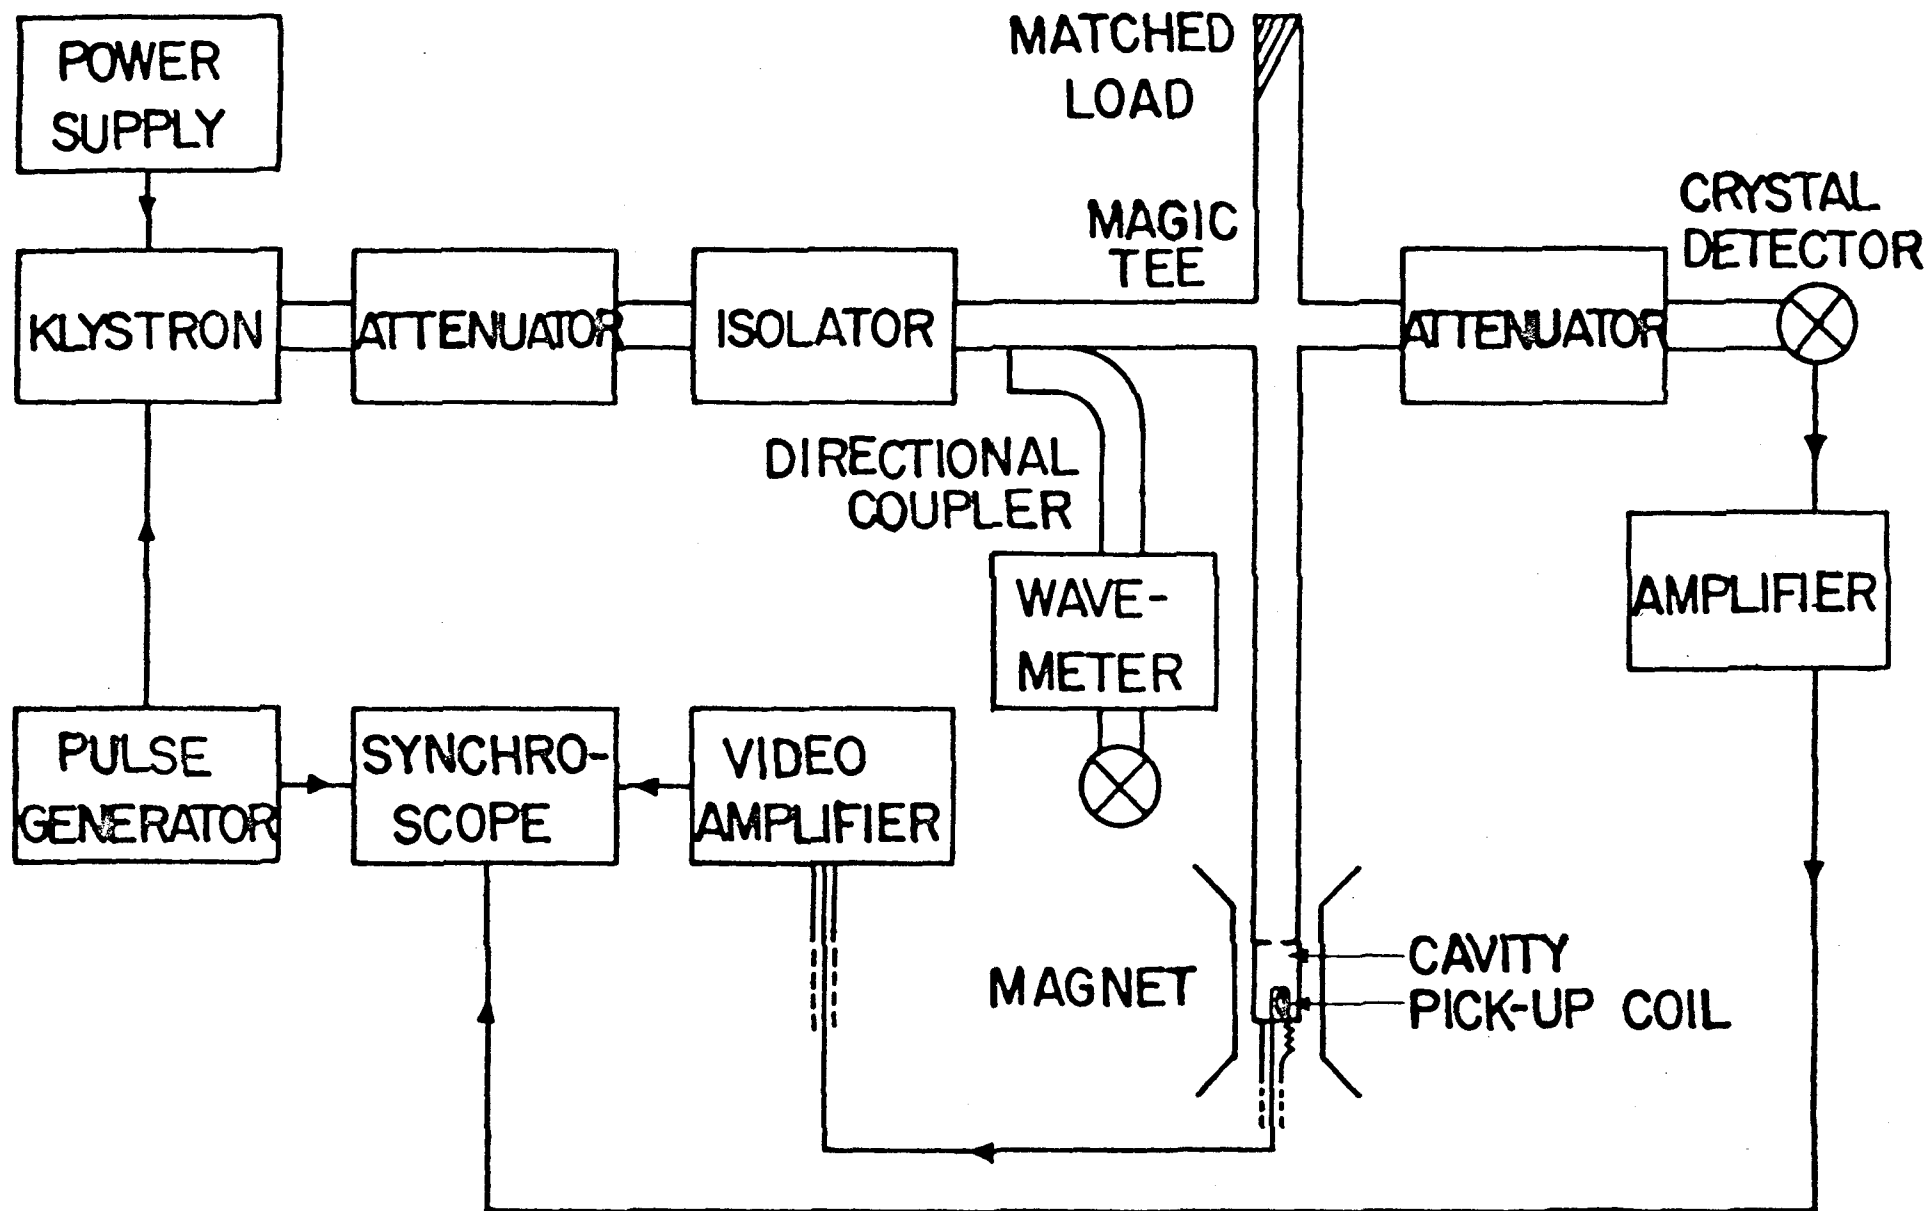 POWER
SUPPLY
MATCHED
LOAD
MAGIC
TEE
CRYSTAL
DETECTOR
KLYSTRON
ATTENUATOR
ISOLATOR
ATTENUATOR
DIRECTIONAL
COUPLER
WAVE-
METER
AMPLIFIER
PULSE
GENERATOR
SYNCHRO-
SCOPE
VIDEO
AMPLIFIER
MAGNET
CAVITY
PICK-UP COIL